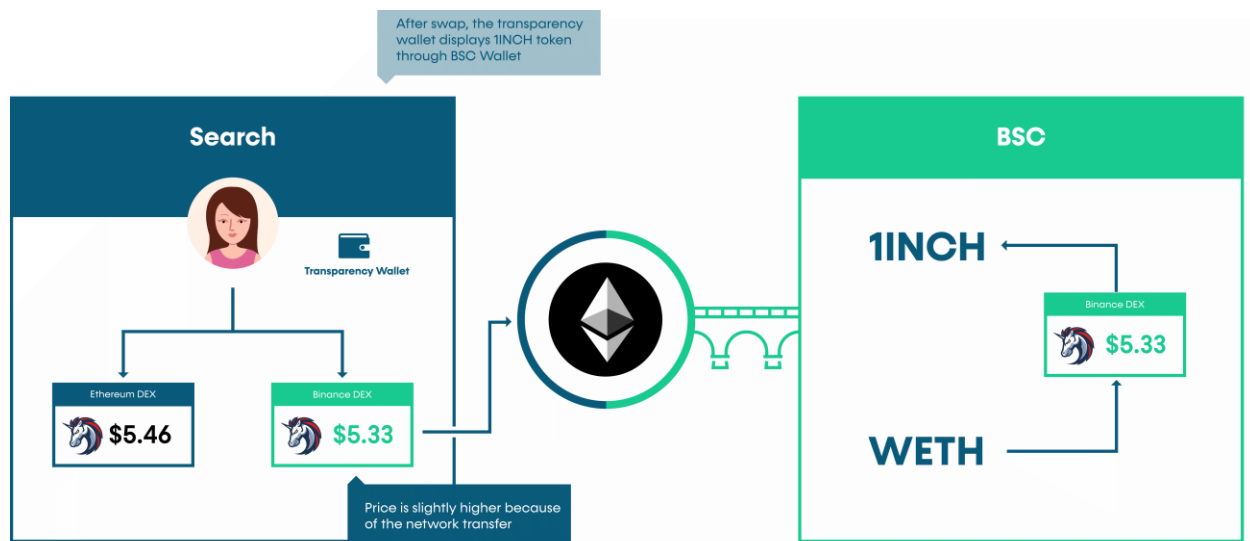 After swap, the transparency
wallet displays 1INCH token
through BSC Wallet
Search
Transparency Wallet
Ethereum DEX
$5.46
Binance DEX
$5.33
Price is slightly higher because
of the network transfer
BSC
1INCH
Binance DEX
$5.33
WETH